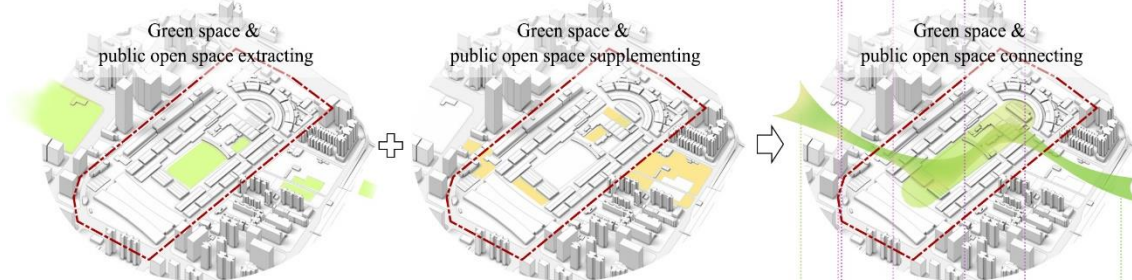 Green space &
public open space extracting
Green space &
public open space supplementing
Green space &
public open space connecting